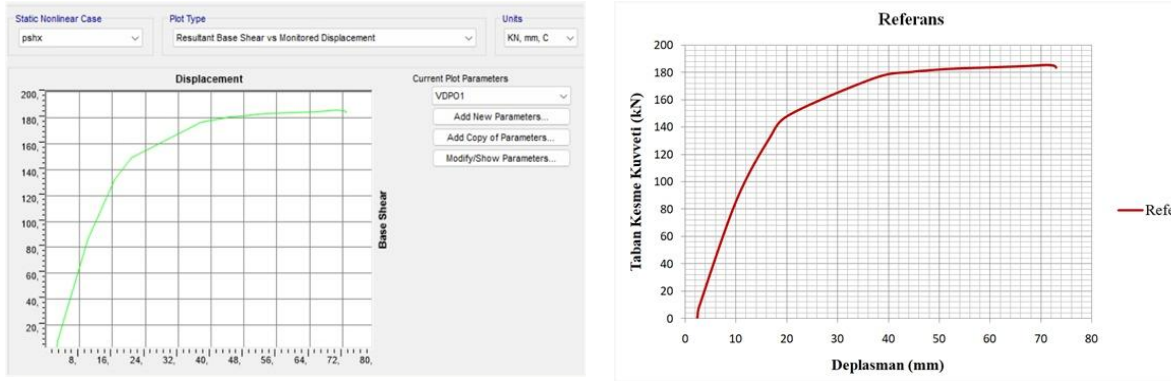 Static Nonlinear Case
pshx
Plot Type
Resultant Base Shear vs Monitored Displacement
Units
KN, mm, C
Displacement
200,
180,
160,
140,
120,
100,
80,
60,
40,
20,
8, 16, 24, 32, 40, 48, 56, 64, 72, 80,
Base Shear
Current Plot Parameters
VDPO1
Add New Parameters...
Add Copy of Parameters...
Modify/Show Parameters...
Referans
Taban Kesme Kuvveti (kN)
200
180
160
140
120
100
80
60
40
20
0
0 10 20 30 40 50 60 70 80
Deplasman (mm)
Refe